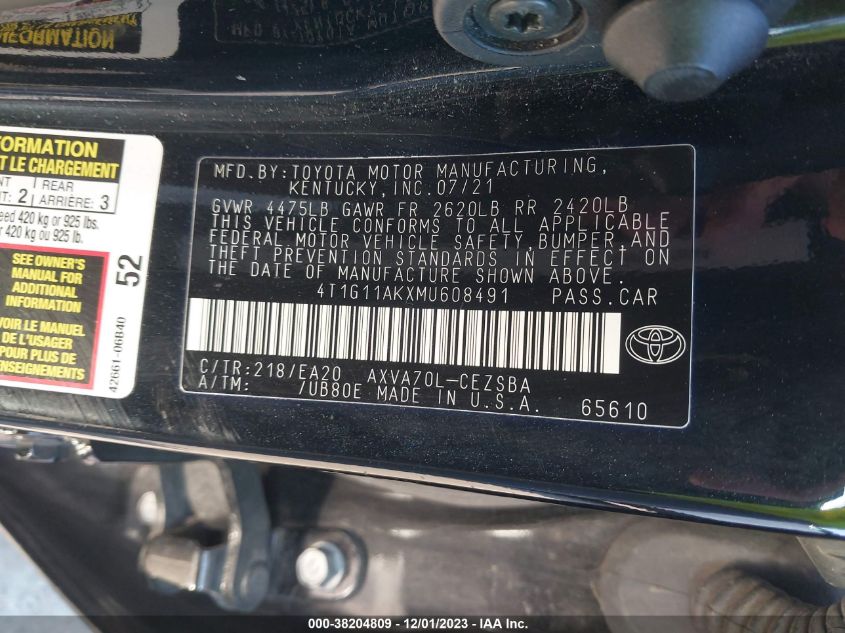 FORMATION
T LE CHARGEMENT
NT REAR
T: 2 ARRIÈRE: 3
eed 420 kg or 925 lbs.
r 420 kg ou 925 lb.
SEE OWNER'S
MANUAL FOR
ADDITIONAL
INFORMATION
VOIR LE MANUEL
DE L'USAGER
POUR PLUS DE
RENSEIGNEMENTS
52
42661-06B40
MFD.BY:TOYOTA MOTOR MANUFACTURING,
KENTUCKY, INC.07/21
GVWR 4475LB GAWR FR 2620LB RR 2420LB
THIS VEHICLE CONFORMS TO ALL APPLICABLE
FEDERAL MOTOR VEHICLE SAFETY,BUMPER,AND
THEFT PREVENTION STANDARDS IN EFFECT ON
THE DATE OF MANUFACTURE SHOWN ABOVE.
4T1G11AKXMU608491 PASS.CAR
C/TR:218/EA20 AXVA70L-CEZSBA
A/TM: /UB80E MADE IN U.S.A. 65610
000-38204809 - 12/01/2023 - IAA Inc.